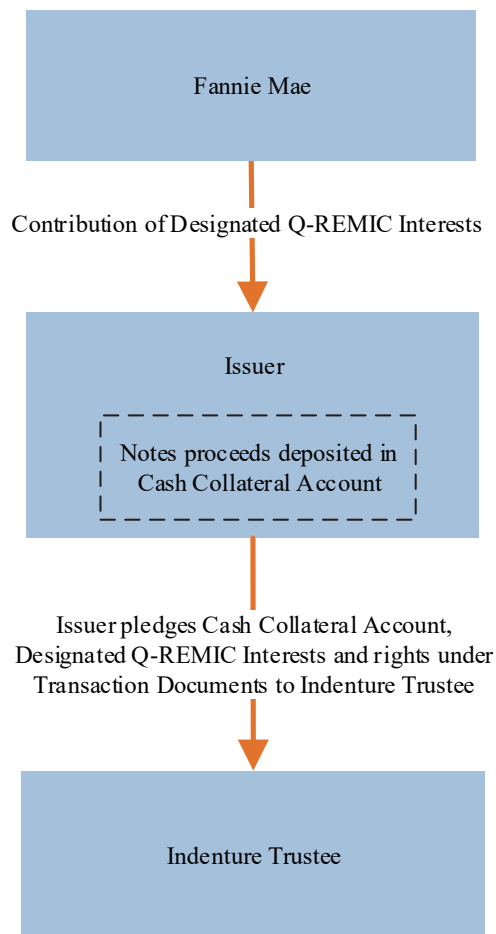 Fannie Mae
Contribution of Designated Q-REMIC Interests
Issuer
Notes proceeds deposited in
Cash Collateral Account
Issuer pledges Cash Collateral Account,
Designated Q-REMIC Interests and rights under
Transaction Documents to Indenture Trustee
Indenture Trustee